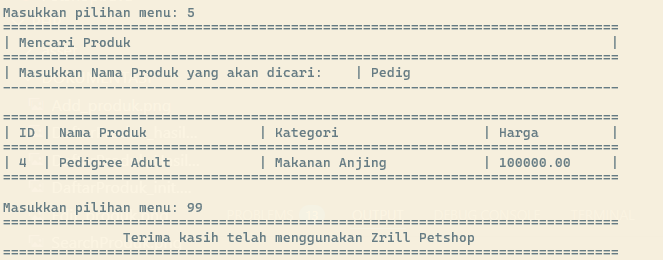 Masukkan pilihan menu: 5
=============================================================================
| Mencari Produk                                                            |
=============================================================================
| Masukkan Nama Produk yang akan dicari:    | Pedig
-----------------------------------------------------------------------------
=============================================================================
| ID | Nama Produk              | Kategori                  | Harga         |
=============================================================================
| 4  | Pedigree Adult           | Makanan Anjing            | 100000.00     |
=============================================================================
Masukkan pilihan menu: 99
=============================================================================
               Terima kasih telah menggunakan Zrill Petshop
=============================================================================